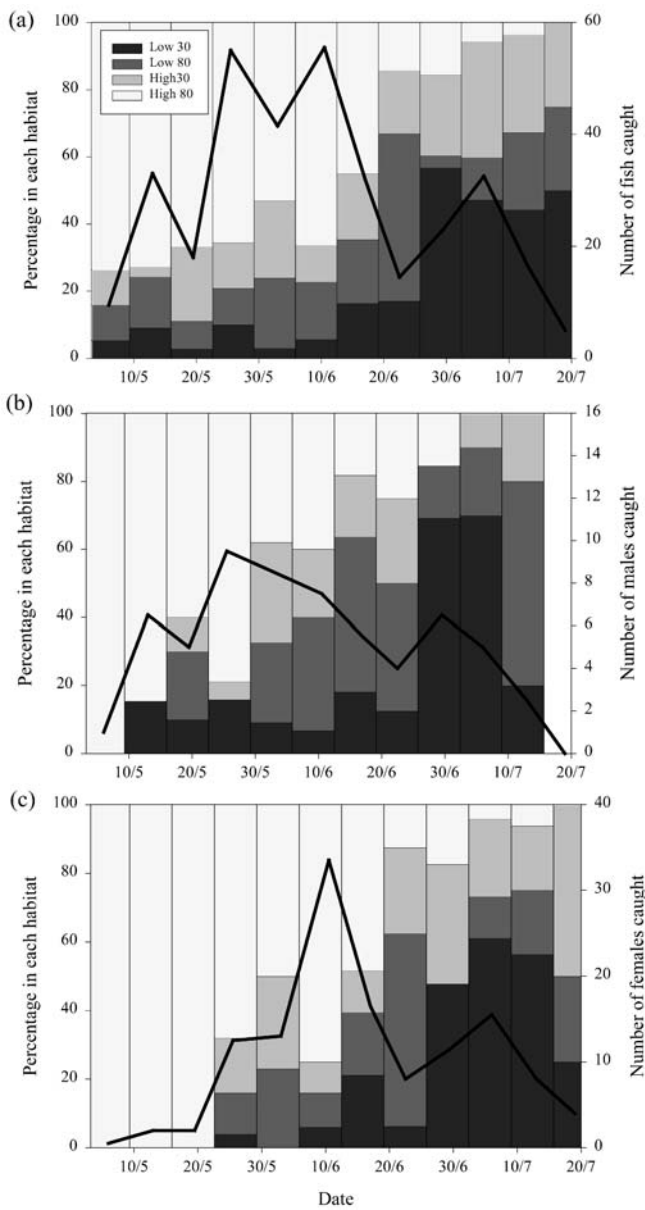 (a)
100
80
60
40
20
0
Percentage in each habitat
Low 30
Low 80
High30
High 80
60
40
20
0
Number of fish caught
10/5 20/5 30/5 10/6 20/6 30/6 10/7 20/7
(b)
100
80
60
40
20
0
Percentage in each habitat
16
14
12
10
8
6
4
2
0
Number of males caught
10/5 20/5 30/5 10/6 20/6 30/6 10/7 20/7
(c)
100
80
60
40
20
0
Percentage in each habitat
40
30
20
10
0
Number of females caught
10/5 20/5 30/5 10/6 20/6 30/6 10/7 20/7
Date